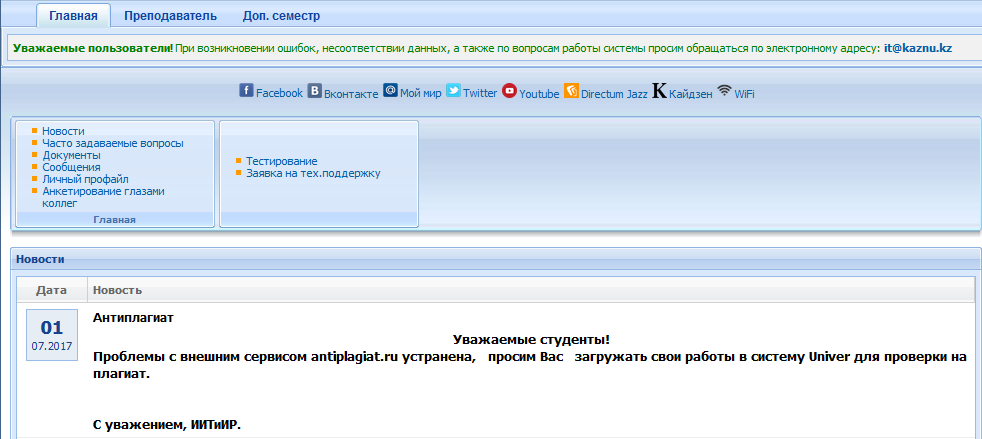 Главная Преподаватель Доп. семестр
Уважаемые пользователи! При возникновении ошибок, несоответствии данных, а также по вопросам работы системы просим обращаться по электронному адресу: it@kaznu.kz
Facebook Вконтакте Мой мир Twitter Youtube Directum Jazz Кайдзен WiFi
Новости
Часто задаваемые вопросы
Документы
Сообщения
Личный профайл
Анкетирование глазами
коллег
Главная
Тестирование
Заявка на тех.поддержку
Новости
Дата Новость
01
07.2017
Антиплагиат
Уважаемые студенты!
Проблемы с внешним сервисом antiplagiat.ru устранена, просим Вас загружать свои работы в систему Univer для проверки на
плагиат.
С уважением, ИИТиИР.